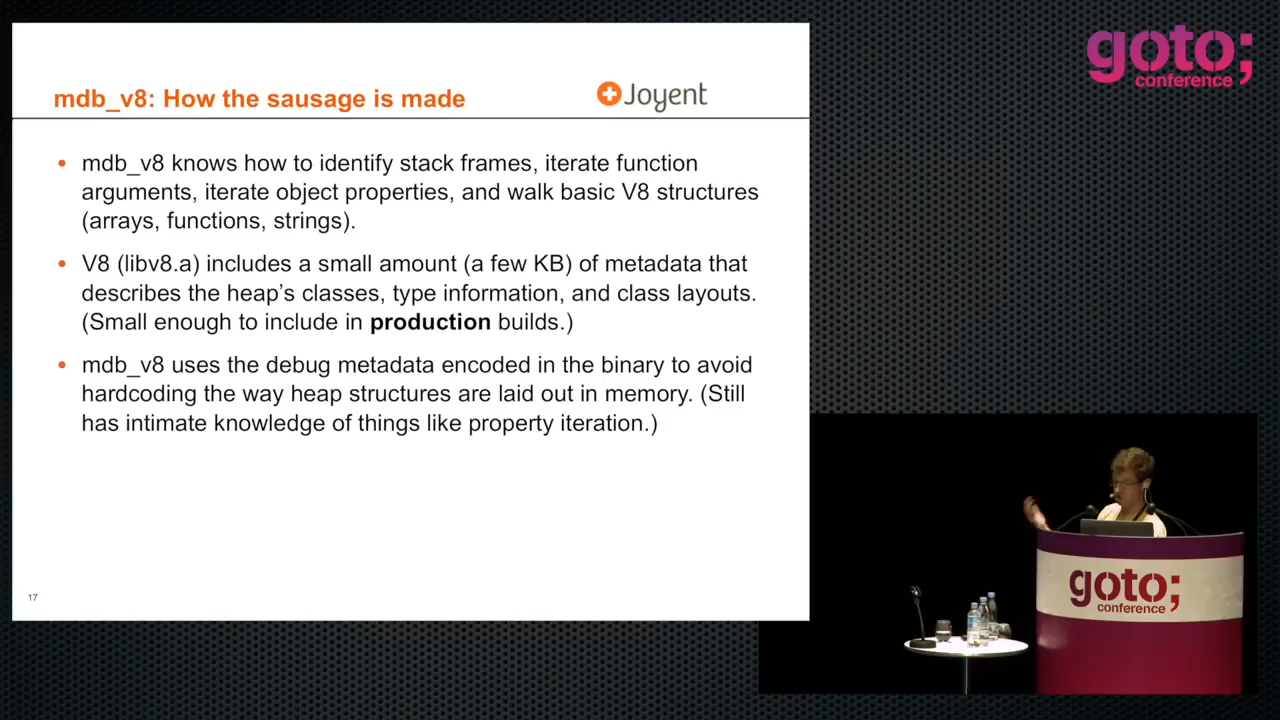 mdb_v8: How the sausage is made
Joyent
• mdb_v8 knows how to identify stack frames, iterate function
arguments, iterate object properties, and walk basic V8 structures
(arrays, functions, strings).
• V8 (libv8.a) includes a small amount (a few KB) of metadata that
describes the heap’s classes, type information, and class layouts.
(Small enough to include in production builds.)
• mdb_v8 uses the debug metadata encoded in the binary to avoid
hardcoding the way heap structures are laid out in memory. (Still
has intimate knowledge of things like property iteration.)
17
goto;
conference
goto;
conference